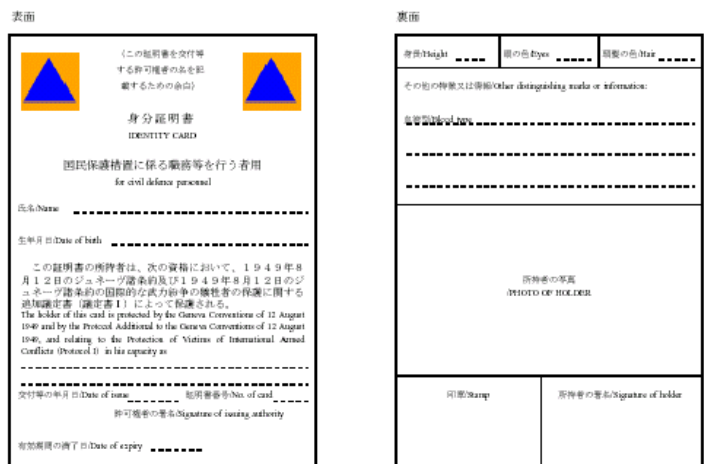 表面
(この証明書を交付等
する許可権者の名を記
載するための余白)
身分証明書
IDENTITY CARD
国民保護措置に係る職務等を行う者用
for civil defence personnel
氏名/Name
生年月日/Date of birth
この証明書の所持者は、次の資格において、1949年8
月12日のジュネーヴ諸条約及び1949年8月12日のジ
ュネーヴ諸条約の国際的な武力紛争の犠牲者の保護に関する
追加議定書(議定書I)によって保護される。
The holder of this card is protected by the Geneva Conventions of 12 August
1949 and by the Protocol Additional to the Geneva Conventions of 12 August
1949, and relating to the Protection of Victims of International Armed
Conflicts (Protocol I) in his capacity as
交付等の年月日/Date of issue 証明書番号/No. of card
許可権者の署名/Signature of issuing authority
有効期間の満了日/Date of expiry
裏面
身長/Height 眼の色/Eyes 頭髪の色/Hair
その他の特徴又は情報/Other distinguishing marks or information:
血液型/Blood type
所持者の写真
/PHOTO OF HOLDER
印章/Stamp 所持者の署名/Signature of holder